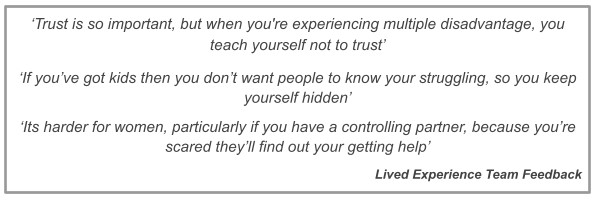 ‘Trust is so important, but when you're experiencing multiple disadvantage, you
teach yourself not to trust’
‘If you’ve got kids then you don’t want people to know your struggling, so you keep
yourself hidden’
‘Its harder for women, particularly if you have a controlling partner, because you’re
scared they’ll find out your getting help’
Lived Experience Team Feedback